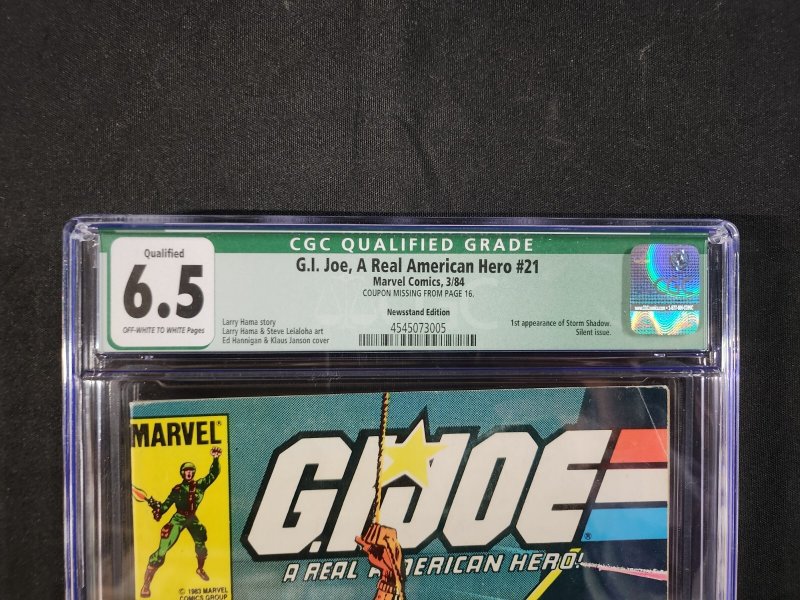 CGC QUALIFIED GRADE
Qualified
6.5
OFF-WHITE TO WHITE Pages
G.I. Joe, A Real American Hero #21
Marvel Comics, 3/84
COUPON MISSING FROM PAGE 16.
Newsstand Edition
4545073005
Larry Hama story
Larry Hama & Steve Leialoha art
Ed Hannigan & Klaus Janson cover
1st appearance of Storm Shadow.
Silent issue.
MARVEL®
G.I. JOE®
A REAL AMERICAN HERO!
© 1983 MARVEL
COMICS GROUP